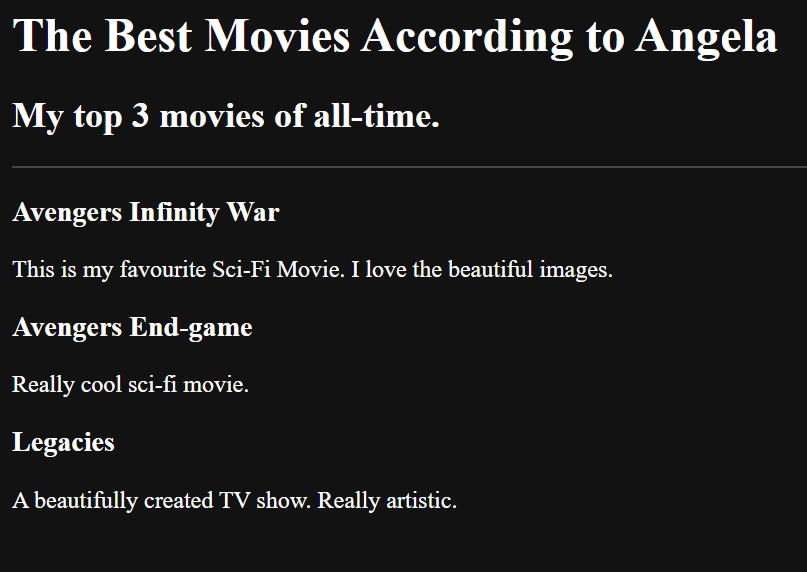 The Best Movies According to Angela
My top 3 movies of all-time.
Avengers Infinity War
This is my favourite Sci-Fi Movie. I love the beautiful images.
Avengers End-game
Really cool sci-fi movie.
Legacies
A beautifully created TV show. Really artistic.